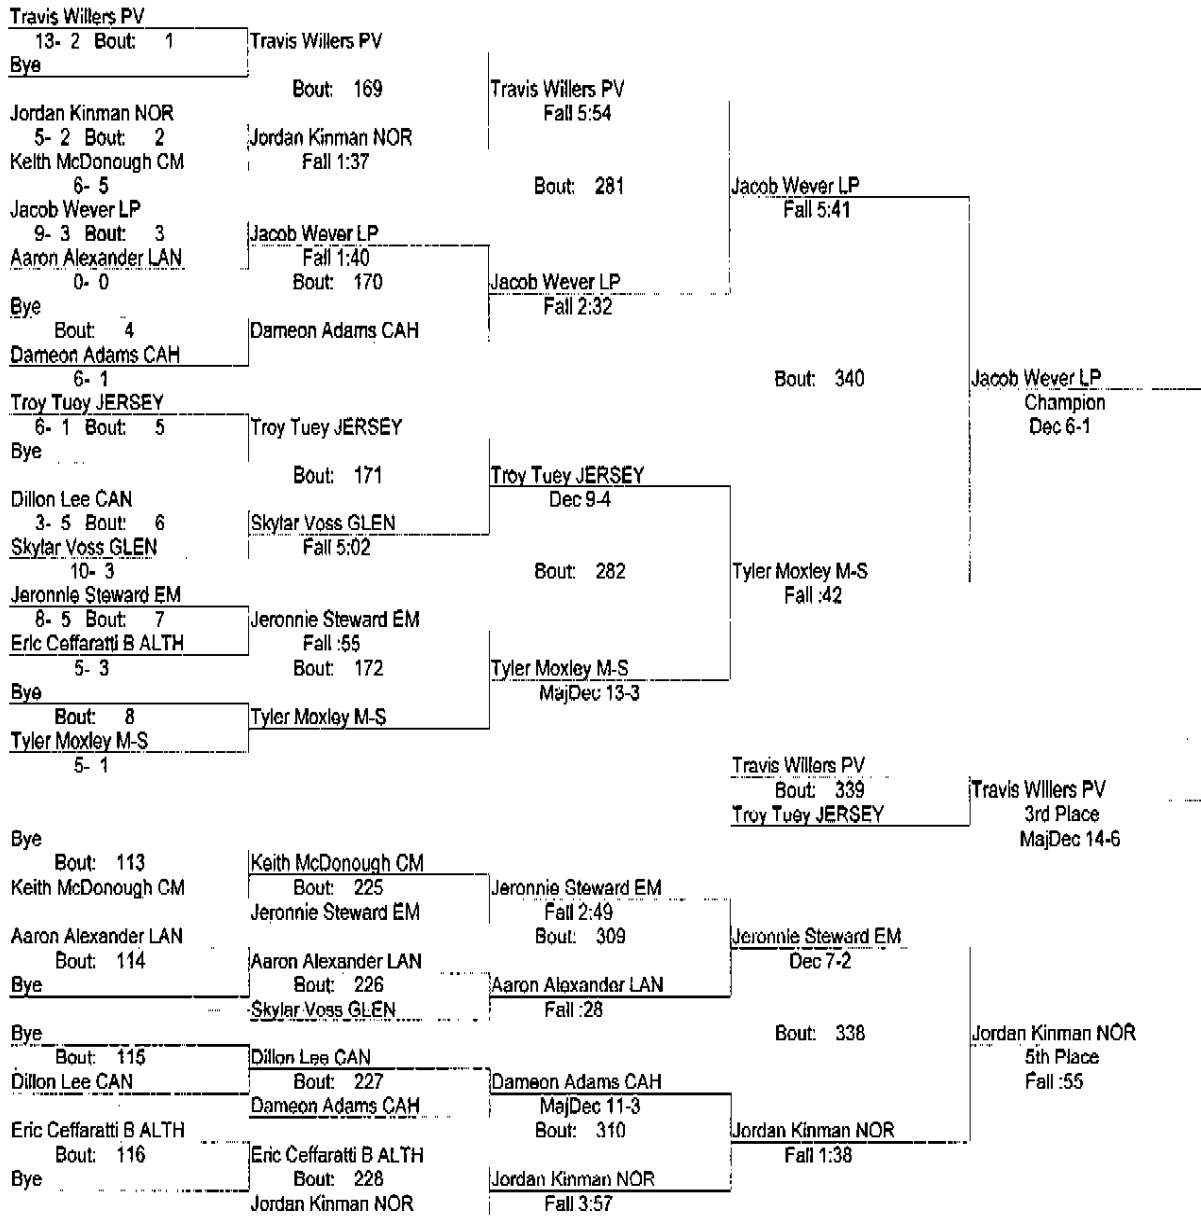 Travis Willers PV
13- 2 Bout: 1
Travis Willers PV
Bye
Bout: 169
Travis Willers PV
Fall 5:54
Jordan Kinman NOR
5- 2 Bout: 2
Jordan Kinman NOR
Fall 1:37
Keith McDonough CM
6- 5
Bout: 281
Jacob Wever LP
Fall 5:41
Jacob Wever LP
9- 3 Bout: 3
Jacob Wever LP
Fall 1:40
Aaron Alexander LAN
0- 0
Bout: 170
Jacob Wever LP
Fall 2:32
Bye
Bout: 4
Dameon Adams CAH
Dameon Adams CAH
6- 1
Bout: 340
Jacob Wever LP
Champion
Dec 6-1
Troy Tuey JERSEY
6- 1 Bout: 5
Troy Tuey JERSEY
Bye
Bout: 171
Troy Tuey JERSEY
Dec 9-4
Dillon Lee CAN
3- 5 Bout: 6
Skylar Voss GLEN
Fall 5:02
Skylar Voss GLEN
10- 3
Bout: 282
Tyler Moxley M-S
Fall :42
Jeronnie Steward EM
8- 5 Bout: 7
Jeronnie Steward EM
Fall :55
Eric Ceffaratti B ALTH
5- 3
Bout: 172
Tyler Moxley M-S
MajDec 13-3
Bye
Bout: 8
Tyler Moxley M-S
Tyler Moxley M-S
5- 1
Travis Willers PV
Bout: 339
Travis Willers PV
Troy Tuey JERSEY
3rd Place
MajDec 14-6
Bye
Bout: 113
Keith McDonough CM
Keith McDonough CM
Bout: 225
Jeronnie Steward EM
Jeronnie Steward EM
Fall 2:49
Aaron Alexander LAN
Bout: 309
Jeronnie Steward EM
Bout: 114
Aaron Alexander LAN
Dec 7-2
Bye
Bout: 226
Aaron Alexander LAN
Skylar Voss GLEN
Fall :28
Bye
Bout: 338
Jordan Kinman NOR
Bout: 115
Dillon Lee CAN
5th Place
Dillon Lee CAN
Bout: 227
Dameon Adams CAH
Fall :55
Dameon Adams CAH
MajDec 11-3
Eric Ceffaratti B ALTH
Bout: 310
Jordan Kinman NOR
Bout: 116
Eric Ceffaratti B ALTH
Fall 1:38
Bye
Bout: 228
Jordan Kinman NOR
Jordan Kinman NOR
Fall 3:57